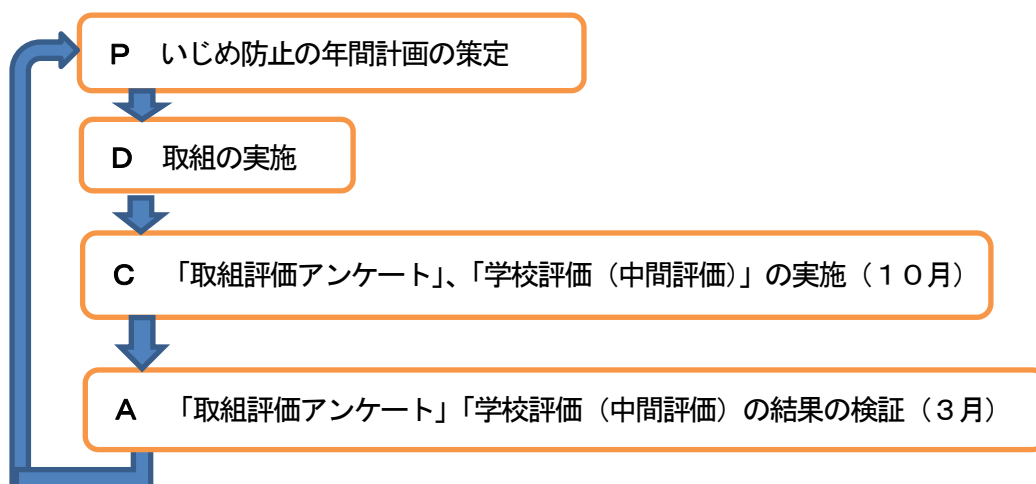 P　いじめ防止の年間計画の策定
D　取組の実施
C　「取組評価アンケート」、「学校評価（中間評価）」の実施（１０月）
A　「取組評価アンケート」「学校評価（中間評価）の結果の検証（３月）